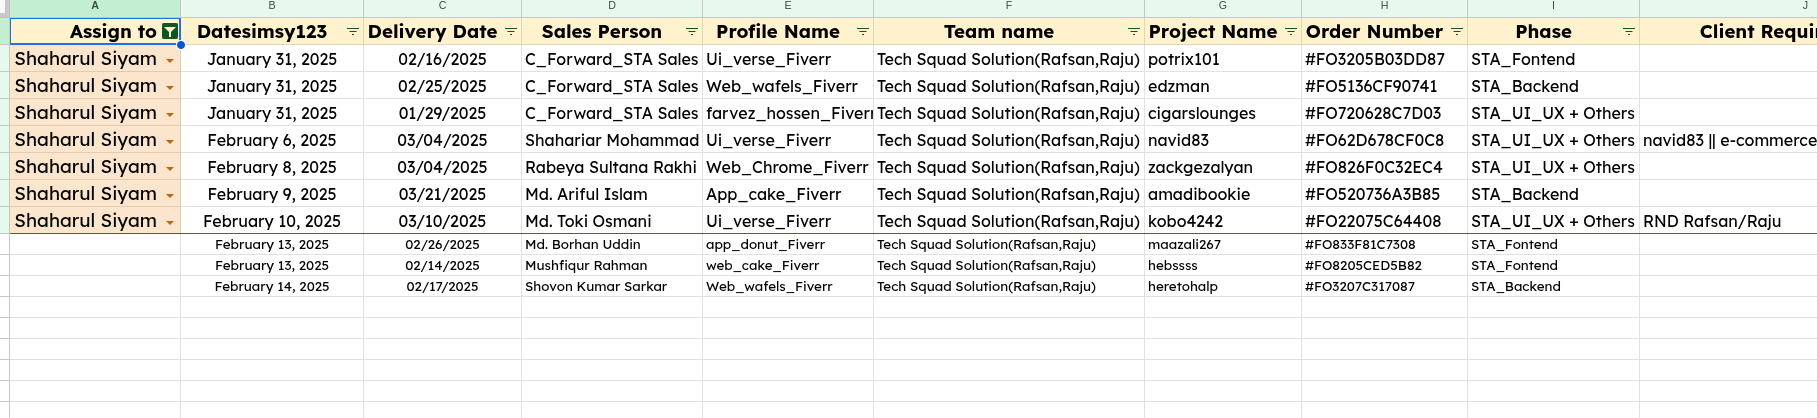 A B C D E F G H I J
Assign to Datesimsy123 Delivery Date Sales Person Profile Name Team name Project Name Order Number Phase Client Requir
Shaharul Siyam January 31, 2025 02/16/2025 C_Forward_STA Sales Ui_verse_Fiverr Tech Squad Solution(Rafsan,Raju) potrix101 #FO3205B03DD87 STA_Fontend
Shaharul Siyam January 31, 2025 02/25/2025 C_Forward_STA Sales Web_wafels_Fiverr Tech Squad Solution(Rafsan,Raju) edzman #FO5136CF90741 STA_Backend
Shaharul Siyam January 31, 2025 01/29/2025 C_Forward_STA Sales farvez_hossen_Fiverr Tech Squad Solution(Rafsan,Raju) cigarslounges #FO720628C7D03 STA_UI_UX + Others
Shaharul Siyam February 6, 2025 03/04/2025 Shahariar Mohammad Ui_verse_Fiverr Tech Squad Solution(Rafsan,Raju) navid83 #FO62D678CF0C8 STA_UI_UX + Others navid83 || e-commerce
Shaharul Siyam February 8, 2025 03/04/2025 Rabeya Sultana Rakhi Web_Chrome_Fiverr Tech Squad Solution(Rafsan,Raju) zackgezalyan #FO826F0C32EC4 STA_UI_UX + Others
Shaharul Siyam February 9, 2025 03/21/2025 Md. Ariful Islam App_cake_Fiverr Tech Squad Solution(Rafsan,Raju) amadibookie #FO520736A3B85 STA_Backend
Shaharul Siyam February 10, 2025 03/10/2025 Md. Toki Osmani Ui_verse_Fiverr Tech Squad Solution(Rafsan,Raju) kobo4242 #FO22075C64408 STA_UI_UX + Others RND Rafsan/Raju
February 13, 2025 02/26/2025 Md. Borhan Uddin app_donut_Fiverr Tech Squad Solution(Rafsan,Raju) maazali267 #FO833F81C7308 STA_Fontend
February 13, 2025 02/14/2025 Mushfiqur Rahman web_cake_Fiverr Tech Squad Solution(Rafsan,Raju) hebssss #FO8205CED5B82 STA_Fontend
February 14, 2025 02/17/2025 Shovon Kumar Sarkar Web_wafels_Fiverr Tech Squad Solution(Rafsan,Raju) heretohalp #FO3207C317087 STA_Backend